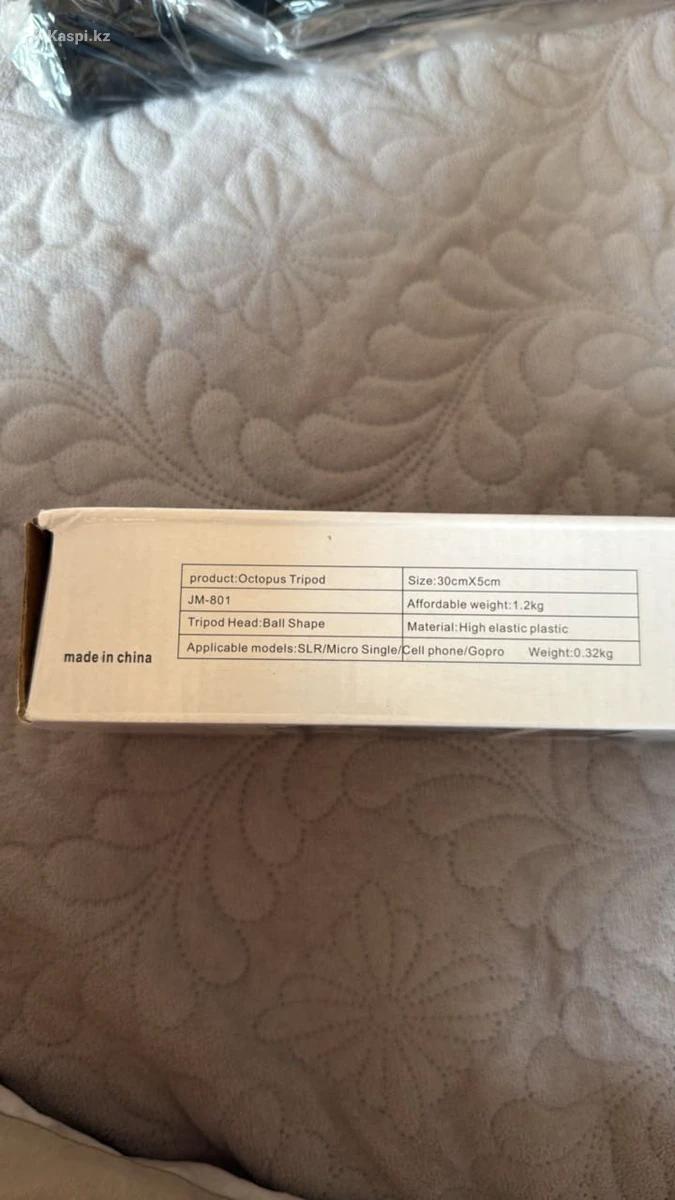 Kaspi.kz
product:Octopus Tripod
Size:30cmX5cm
JM-801
Affordable weight:1.2kg
Tripod Head:Ball Shape
Material:High elastic plastic
Applicable models:SLR/Micro Single/Cell phone/Gopro Weight:0.32kg
made in china